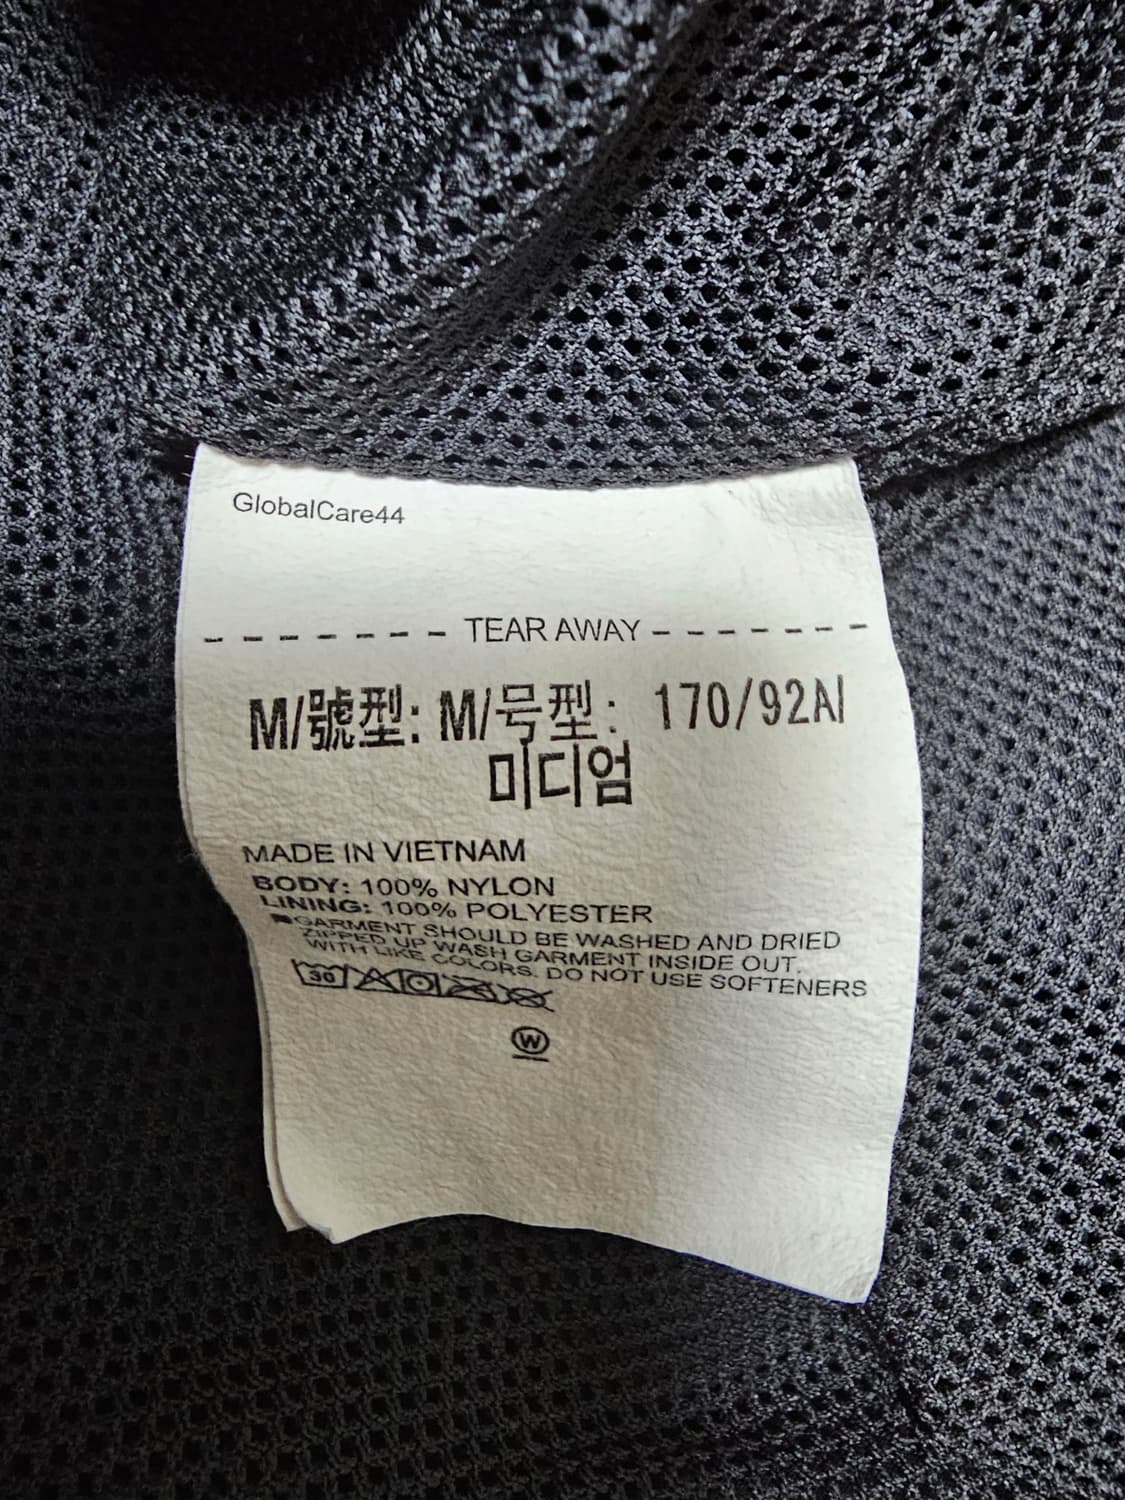 GlobalCare44
TEAR AWAY
M/號型: M/号型: 170/92A/
미디엄
MADE IN VIETNAM
BODY: 100% NYLON
LINING: 100% POLYESTER
■GARMENT SHOULD BE WASHED AND DRIED
ZIPPED UP WASH GARMENT INSIDE OUT.
WITH LIKE COLORS. DO NOT USE SOFTENERS
30
W